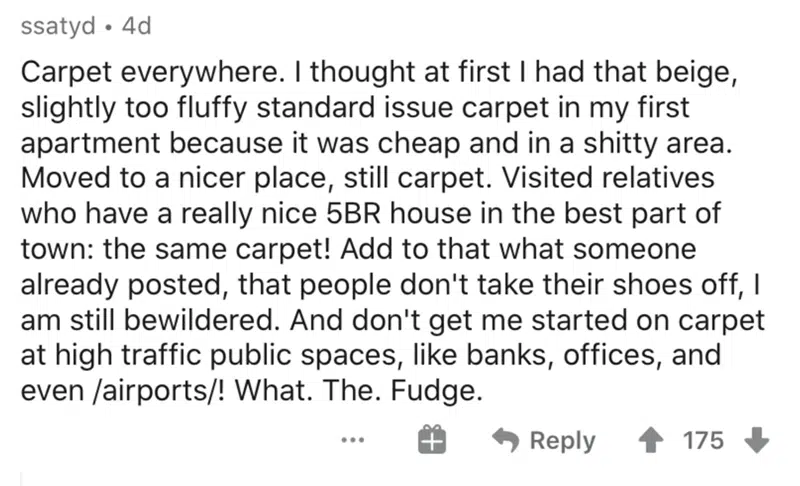 ssatyd • 4d
Carpet everywhere. I thought at first I had that beige,
slightly too fluffy standard issue carpet in my first
apartment because it was cheap and in a shitty area.
Moved to a nicer place, still carpet. Visited relatives
who have a really nice 5BR house in the best part of
town: the same carpet! Add to that what someone
already posted, that people don't take their shoes off, I
am still bewildered. And don't get me started on carpet
at high traffic public spaces, like banks, offices, and
even /airports/! What. The. Fudge.
... Reply 175